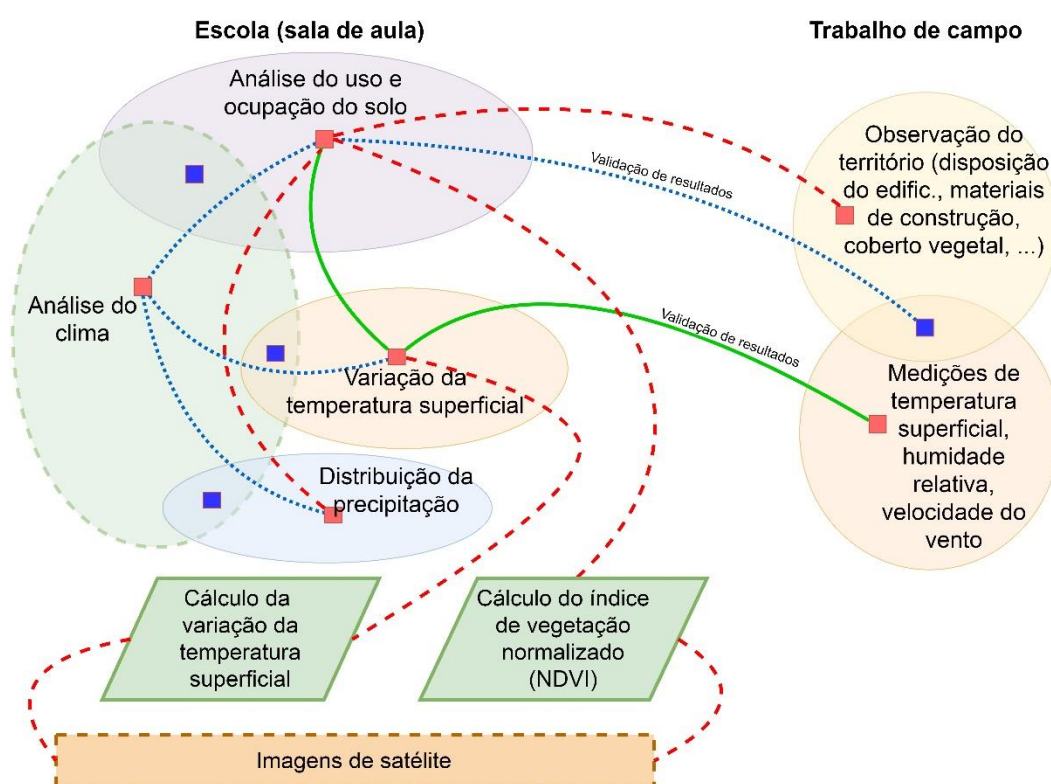 Escola (sala de aula)
Trabalho de campo
Análise do uso e
ocupação do solo
Observação do
território (disposição
do edific., materiais
de construção,
coberto vegetal, ...)
Validação de resultados
Análise do
clima
Validação de resultados
Variação da
temperatura superficial
Medições de
temperatura
superficial,
humidade
relativa,
velocidade do
vento
Distribuição da
precipitação
Cálculo da
variação da
temperatura
superficial
Cálculo do índice
de vegetação
normalizado
(NDVI)
Imagens de satélite